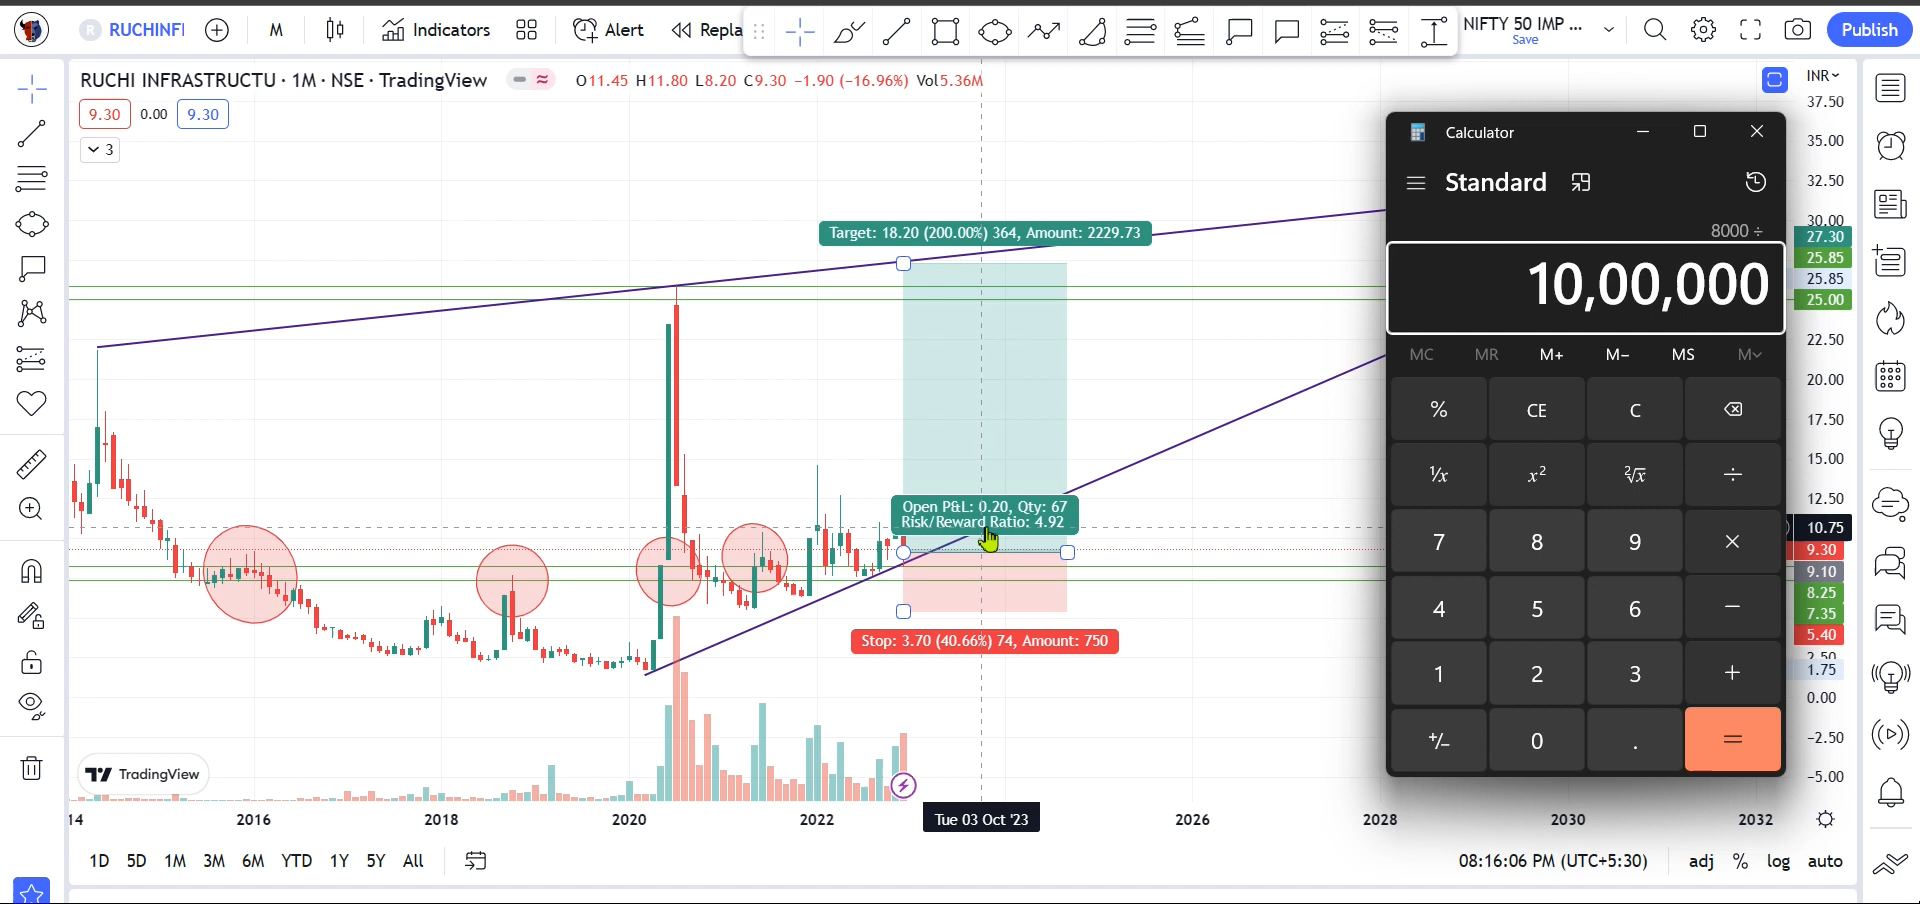 R RUCHINFI M Indicators Alert Repla NIFTY 50 IMP ... Publish
Save
RUCHI INFRASTRUCTU · 1M · NSE · TradingView O11.45 H11.80 L8.20 C9.30 −1.90 (−16.96%) Vol5.36M
INR
9.30 0.00 9.30
3
37.50
35.00
32.50
30.00
27.30
25.85
25.85
25.00
22.50
20.00
17.50
15.00
12.50
10.75
9.30
9.10
8.25
7.35
5.40
2.50
1.75
0.00
−2.50
−5.00
Target: 18.20 (200.00%) 364, Amount: 2229.73
Open P&L: 0.20, Qty: 67
Risk/Reward Ratio: 4.92
Stop: 3.70 (40.66%) 74, Amount: 750
Calculator
Standard
8000 ÷
10,00,000
MC MR M+ M− MS M
% CE C
¹/x x² ²√x ÷
7 8 9 ×
4 5 6 −
1 2 3 +
+/− 0 . =
TradingView
14 2016 2018 2020 2022 Tue 03 Oct '23 2026 2028 2030 2032
1D 5D 1M 3M 6M YTD 1Y 5Y All 08:16:06 PM (UTC+5:30) adj % log auto